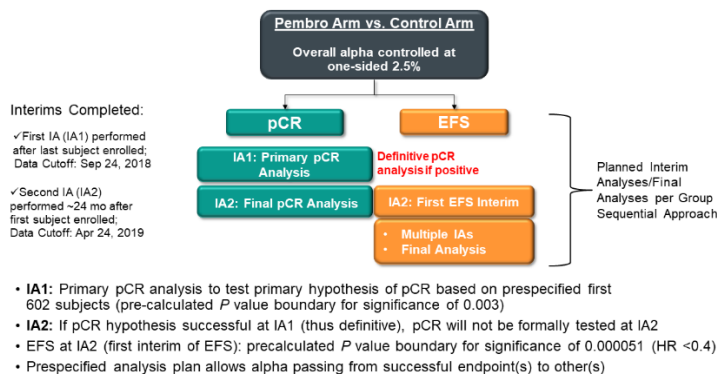 Pembro Arm vs. Control Arm
Overall alpha controlled at
one-sided 2.5%
Interims Completed:
✓First IA (IA1) performed
after last subject enrolled;
Data Cutoff: Sep 24, 2018
✓Second IA (IA2)
performed ~24 mo after
first subject enrolled;
Data Cutoff: Apr 24, 2019
pCR
EFS
IA1: Primary pCR
Analysis
Definitive pCR
analysis if positive
IA2: Final pCR Analysis
IA2: First EFS Interim
• Multiple IAs
• Final Analysis
Planned Interim
Analyses/Final
Analyses per Group
Sequential Approach
• IA1: Primary pCR analysis to test primary hypothesis of pCR based on prespecified first
602 subjects (pre-calculated P value boundary for significance of 0.003)
• IA2: If pCR hypothesis successful at IA1 (thus definitive), pCR will not be formally tested at IA2
• EFS at IA2 (first interim of EFS): precalculated P value boundary for significance of 0.000051 (HR <0.4)
• Prespecified analysis plan allows alpha passing from successful endpoint(s) to other(s)